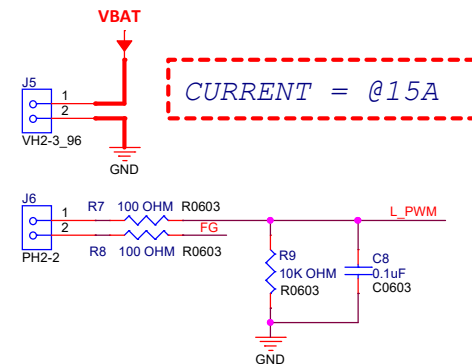 VBAT
J5
1
2
VH2-3_96
GND
CURRENT = @15A
J6
1
2
PH2-2
R7 100 OHM R0603
FG
R8 100 OHM R0603
L_PWM
R9
10K OHM
R0603
C8
0.1uF
C0603
GND